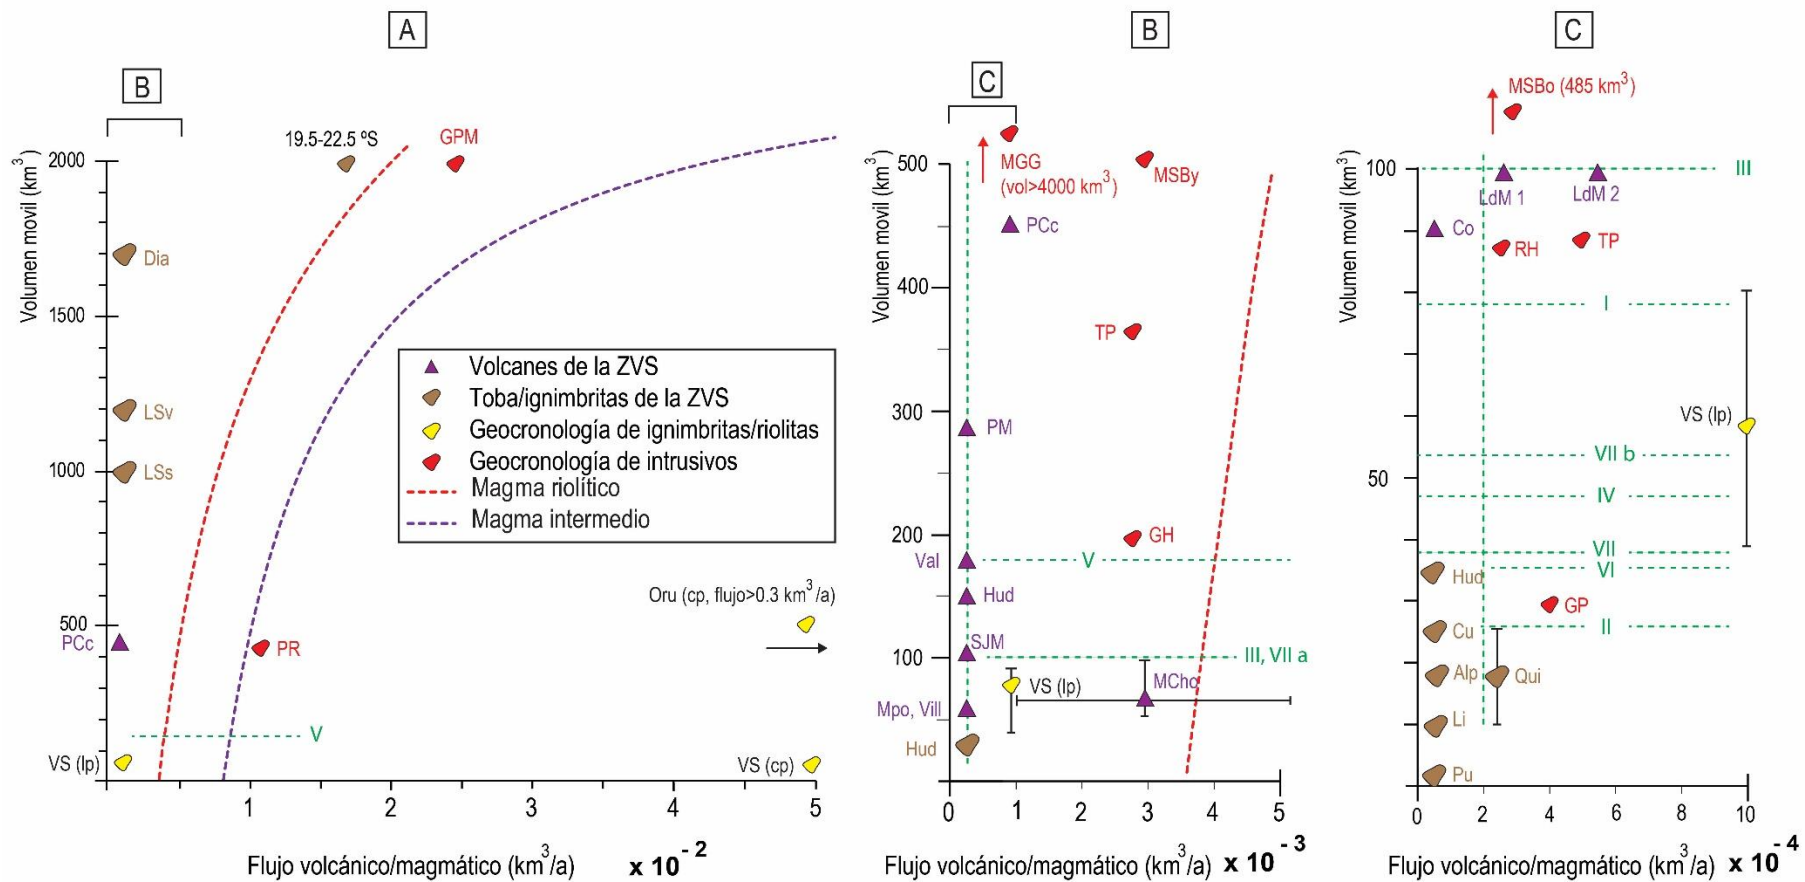 A
B
19.5-22.5 ºS
GPM
Volumen movil (km³)
2000
1500
1000
500
Dia
LSv
LSs
PCc
PR
V
VS (lp)
VS (cp)
Oru (cp, flujo>0.3 km³/a)
Volcanes de la ZVS
Toba/ignimbritas de la ZVS
Geocronología de ignimbritas/riolitas
Geocronología de intrusivos
Magma riolítico
Magma intermedio
1
2
3
4
5
Flujo volcánico/magmático (km³/a) x 10⁻²
B
C
Volumen movil (km³)
500
400
300
200
100
MGG
(vol>4000 km³)
MSBy
PCc
TP
PM
GH
Val
V
Hud
SJM
III, VII a
VS (lp)
MCho
Mpo, Vill
Hud
0
1
2
3
4
5
Flujo volcánico/magmático (km³/a) x 10⁻³
C
MSBo (485 km³)
Volumen movil (km³)
100
50
III
LdM 1
LdM 2
Co
RH
TP
I
VS (lp)
VII b
IV
VII
VI
Hud
GP
II
Cu
Alp
Qui
Li
Pu
0
2
4
6
8
10
Flujo volcánico/magmático (km³/a) x 10⁻⁴